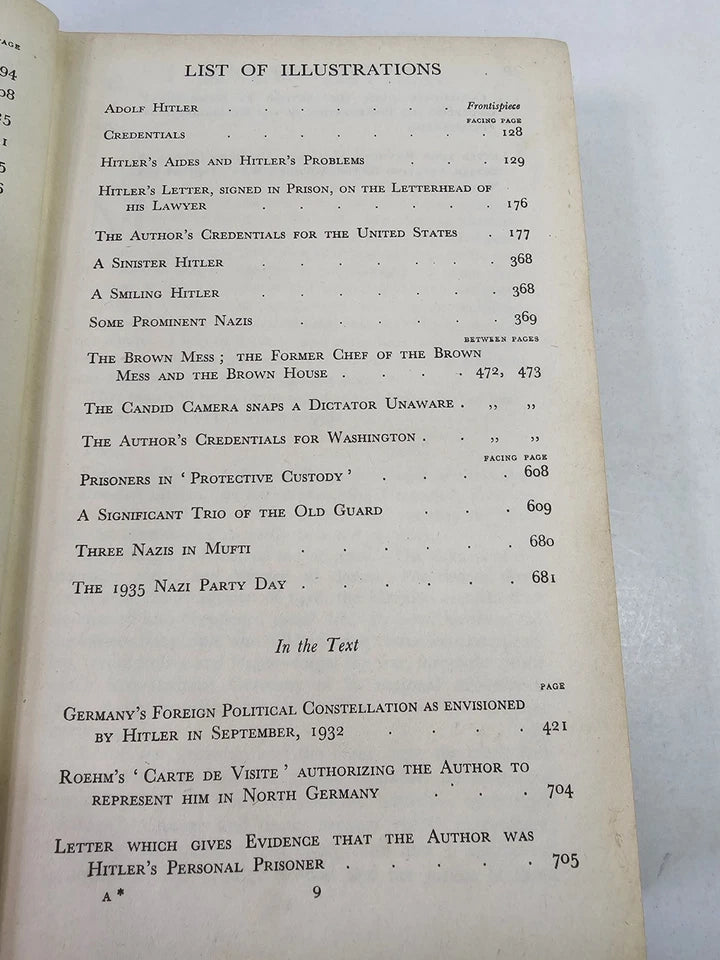 AGE
94
08
5
1
5
6
LIST OF ILLUSTRATIONS
ADOLF HITLER . . . . . . . Frontispiece
FACING PAGE
CREDENTIALS . . . . . . . 128
HITLER'S AIDES AND HITLER'S PROBLEMS . . . 129
HITLER'S LETTER, SIGNED IN PRISON, ON THE LETTERHEAD OF
HIS LAWYER . . . . . . . 176
THE AUTHOR'S CREDENTIALS FOR THE UNITED STATES . 177
A SINISTER HITLER . . . . . . 368
A SMILING HITLER . . . . . . 368
SOME PROMINENT NAZIS . . . . . 369
BETWEEN PAGES
THE BROWN MESS; THE FORMER CHEF OF THE BROWN
MESS AND THE BROWN HOUSE . . . . 472, 473
THE CANDID CAMERA SNAPS A DICTATOR UNAWARE . ,, ,,
THE AUTHOR'S CREDENTIALS FOR WASHINGTON . . ,, ,,
FACING PAGE
PRISONERS IN 'PROTECTIVE CUSTODY' . . . . 608
A SIGNIFICANT TRIO OF THE OLD GUARD . . . 609
THREE NAZIS IN MUFTI . . . . . . 680
THE 1935 NAZI PARTY DAY . . . . . . 681
In the Text
PAGE
GERMANY'S FOREIGN POLITICAL CONSTELLATION AS ENVISIONED
BY HITLER IN SEPTEMBER, 1932 . . . . 421
ROEHM'S 'CARTE DE VISITE' AUTHORIZING THE AUTHOR TO
REPRESENT HIM IN NORTH GERMANY . . . 704
LETTER WHICH GIVES EVIDENCE THAT THE AUTHOR WAS
HITLER'S PERSONAL PRISONER . . . . . 705
A* 9